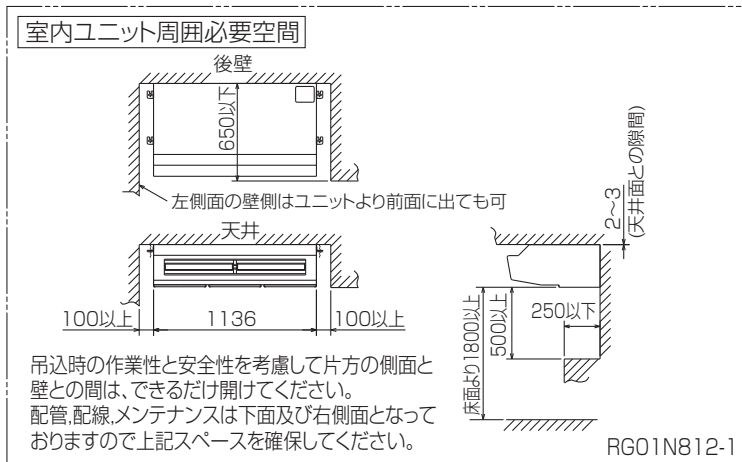 室内ユニット周囲必要空間
後壁
650以下
左側面の壁側はユニットより前面に出ても可
天井
2~3
(天井面との隙間)
100以上
1136
100以上
床面より1800以上
500以上
250以下
吊込時の作業性と安全性を考慮して片方の側面と
壁との間は、できるだけ開けてください。
配管,配線,メンテナンスは下面及び右側面となって
おりますので上記スペースを確保してください。
RG01N812-1